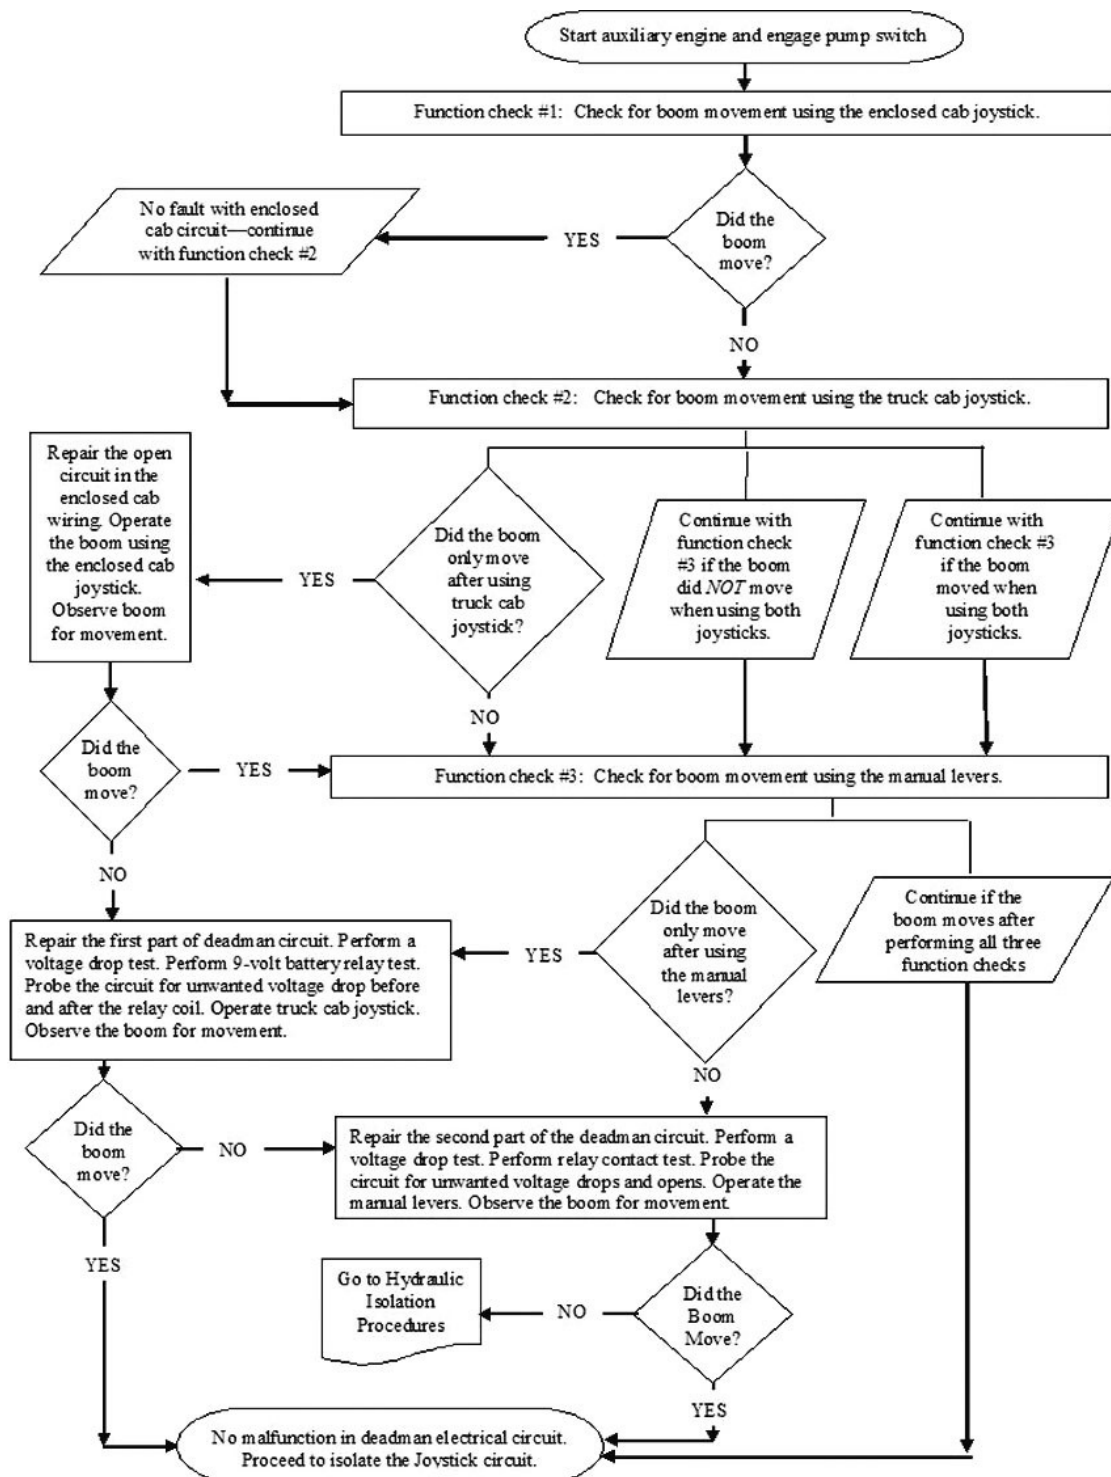 Start auxiliary engine and engage pump switch
Function check #1: Check for boom movement using the enclosed cab joystick.
No fault with enclosed
cab circuit—continue
with function check #2
YES
Did the
boom
move?
NO
Function check #2: Check for boom movement using the truck cab joystick.
Repair the open
circuit in the
enclosed cab
wiring. Operate
the boom using
the enclosed cab
joystick.
Observe boom
for movement.
YES
Did the boom
only move
after using
truck cab
joystick?
Continue with
function check
#3 if the boom
did NOT move
when using both
joysticks.
Continue with
function check #3
if the boom
moved when
using both
joysticks.
NO
Did the
boom
move?
YES
Function check #3: Check for boom movement using the manual levers.
NO
Repair the first part of deadman circuit. Perform a
voltage drop test. Perform 9-volt battery relay test.
Probe the circuit for unwanted voltage drop before
and after the relay coil. Operate truck cab joystick.
Observe the boom for movement.
YES
Did the boom
only move
after using
the manual
levers?
Continue if the
boom moves after
performing all three
function checks
NO
Did the
boom
move?
NO
Repair the second part of the deadman circuit. Perform a
voltage drop test. Perform relay contact test. Probe the
circuit for unwanted voltage drops and opens. Operate the
manual levers. Observe the boom for movement.
YES
Go to Hydraulic
Isolation
Procedures
NO
Did the
Boom
Move?
YES
No malfunction in deadman electrical circuit.
Proceed to isolate the Joystick circuit.